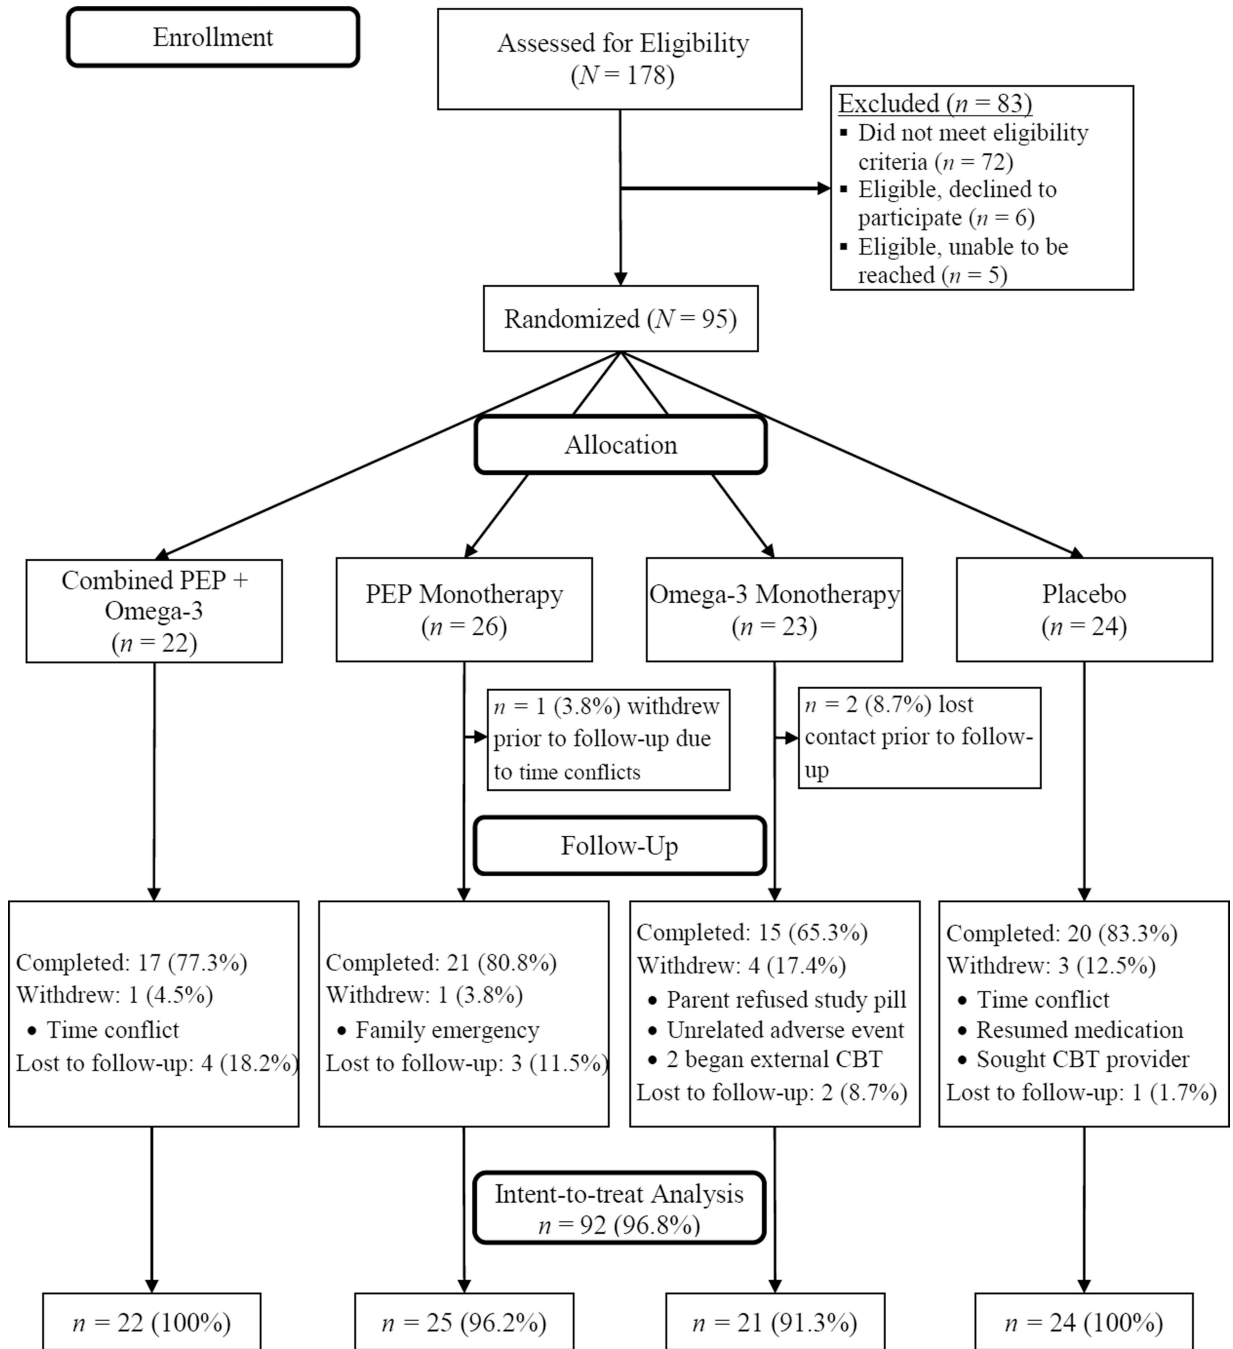 Enrollment
Assessed for Eligibility
(N = 178)
Excluded (n = 83)
▪ Did not meet eligibility
criteria (n = 72)
▪ Eligible, declined to
participate (n = 6)
▪ Eligible, unable to be
reached (n = 5)
Randomized (N = 95)
Allocation
Combined PEP +
Omega-3
(n = 22)
PEP Monotherapy
(n = 26)
Omega-3 Monotherapy
(n = 23)
Placebo
(n = 24)
n = 1 (3.8%) withdrew
prior to follow-up due
to time conflicts
n = 2 (8.7%) lost
contact prior to follow-
up
Follow-Up
Completed: 17 (77.3%)
Withdrew: 1 (4.5%)
• Time conflict
Lost to follow-up: 4 (18.2%)
Completed: 21 (80.8%)
Withdrew: 1 (3.8%)
• Family emergency
Lost to follow-up: 3 (11.5%)
Completed: 15 (65.3%)
Withdrew: 4 (17.4%)
• Parent refused study pill
• Unrelated adverse event
• 2 began external CBT
Lost to follow-up: 2 (8.7%)
Completed: 20 (83.3%)
Withdrew: 3 (12.5%)
• Time conflict
• Resumed medication
• Sought CBT provider
Lost to follow-up: 1 (1.7%)
Intent-to-treat Analysis
n = 92 (96.8%)
n = 22 (100%)
n = 25 (96.2%)
n = 21 (91.3%)
n = 24 (100%)